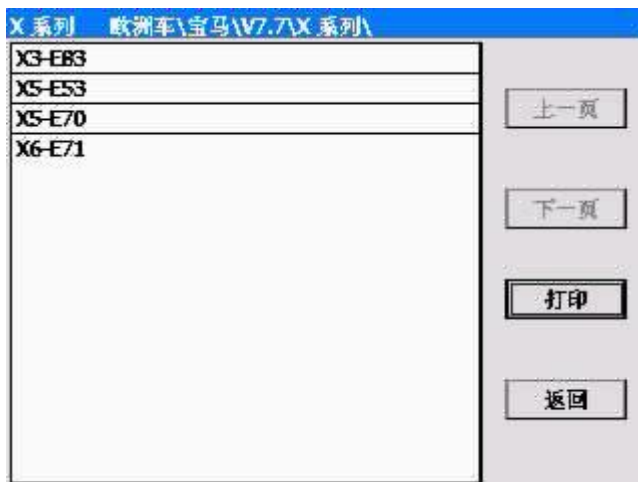 X 系列 欧洲车\宝马\V7.7\X 系列\
X3-E83
X5-E53
X5-E70
X6-E71
上一页
下一页
打印
返回